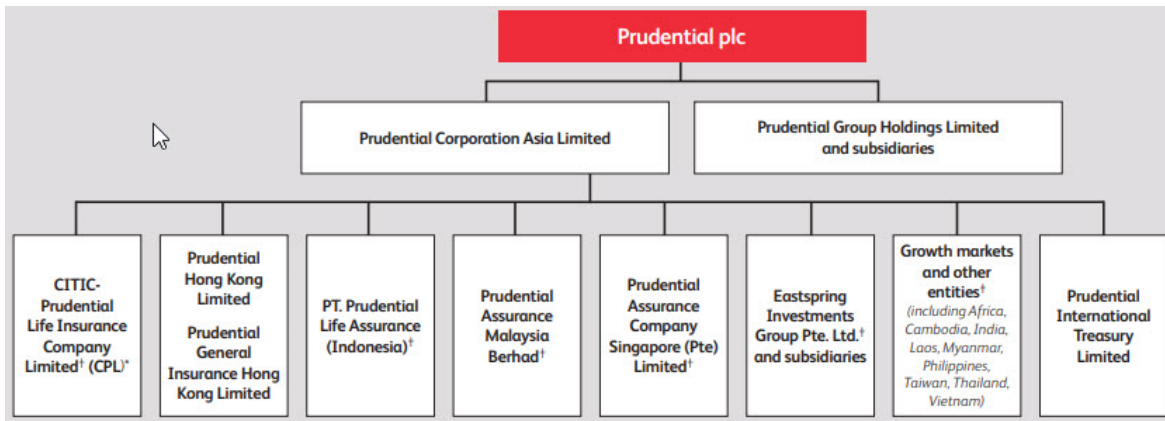 Prudential plc
Prudential Corporation Asia Limited
Prudential Group Holdings Limited
and subsidiaries
CITIC-
Prudential
Life Insurance
Company
Limited† (CPL)*
Prudential
Hong Kong
Limited
Prudential
General
Insurance Hong
Kong Limited
PT. Prudential
Life Assurance
(Indonesia)†
Prudential
Assurance
Malaysia
Berhad†
Prudential
Assurance
Company
Singapore (Pte)
Limited†
Eastspring
Investments
Group Pte. Ltd.†
and subsidiaries
Growth markets
and other
entities†
(including Africa,
Cambodia, India,
Laos, Myanmar,
Philippines,
Taiwan, Thailand,
Vietnam)
Prudential
International
Treasury
Limited